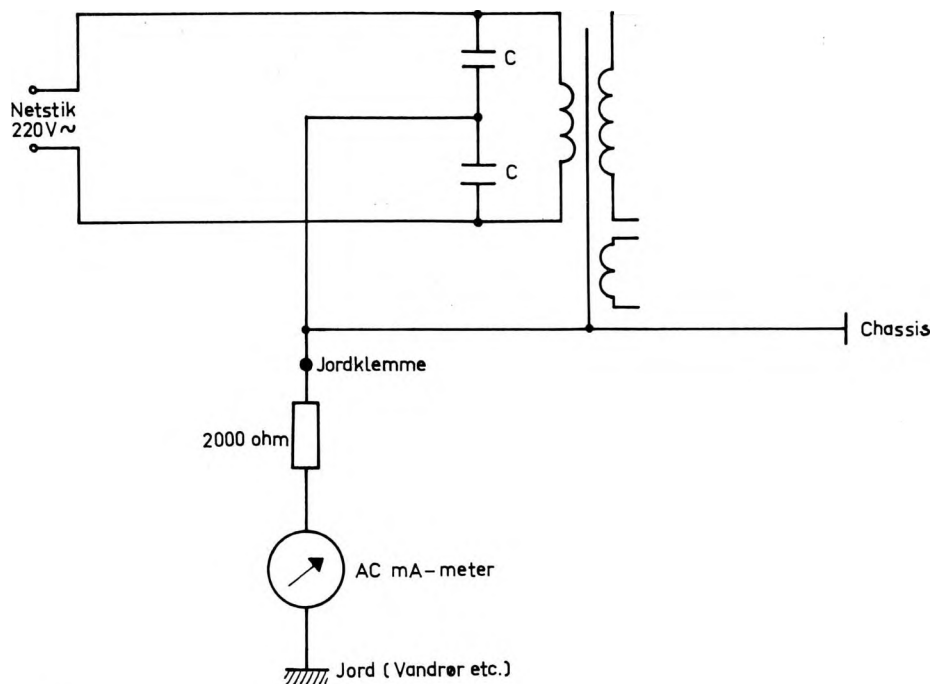 C
Netstik
220V~
C
Chassis
Jordklemme
2000 ohm
AC mA-meter
Jord (Vandrør etc.)